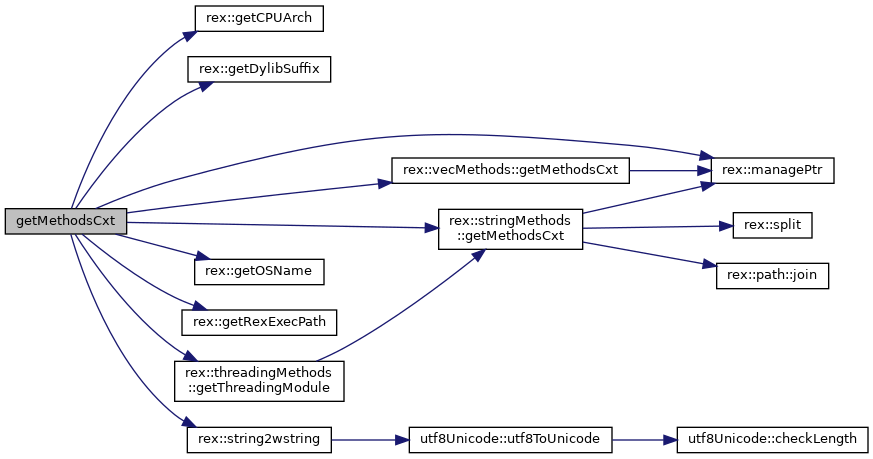 rex::getCPUArch
rex::getDylibSuffix
rex::vecMethods::getMethodsCxt
rex::managePtr
getMethodsCxt
rex::stringMethods
::getMethodsCxt
rex::split
rex::getOSName
rex::path::join
rex::getRexExecPath
rex::threadingMethods
::getThreadingModule
rex::string2wstring
utf8Unicode::utf8ToUnicode
utf8Unicode::checkLength